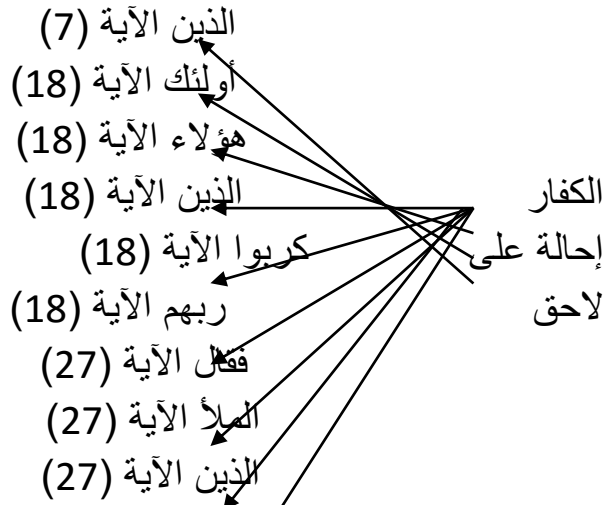 الذين الآية (7)
أولئك الآية (18)
هؤلاء الآية (18)
الذين الآية (18)
كربوا الآية (18)
ربهم الآية (18)
فقال الآية (27)
الملأ الآية (27)
الذين الآية (27)
الكفار
إحالة على
لاحق